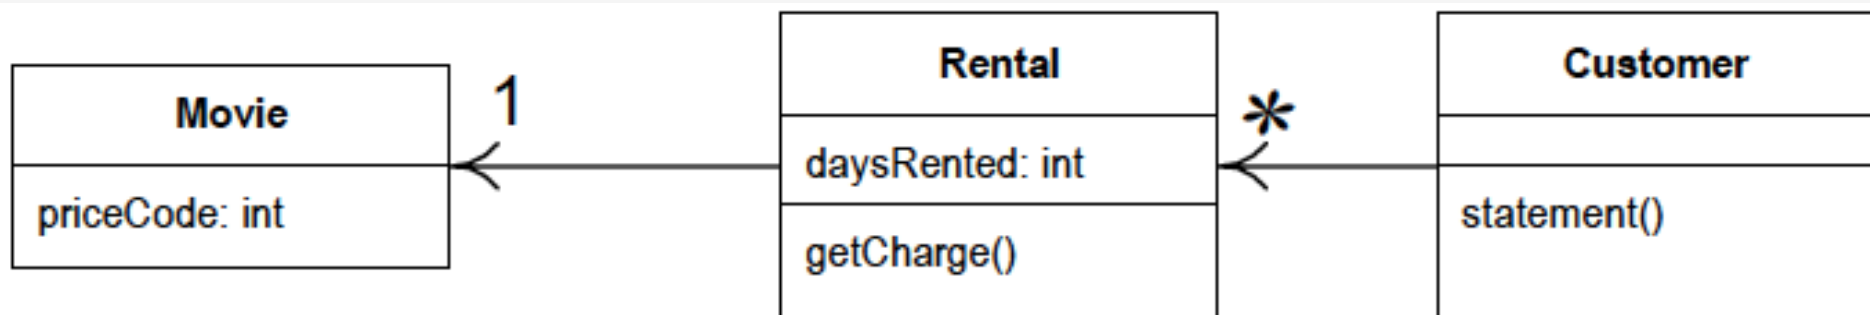 Movie
priceCode: int
1
Rental
daysRented: int
getCharge()
*
Customer
statement()